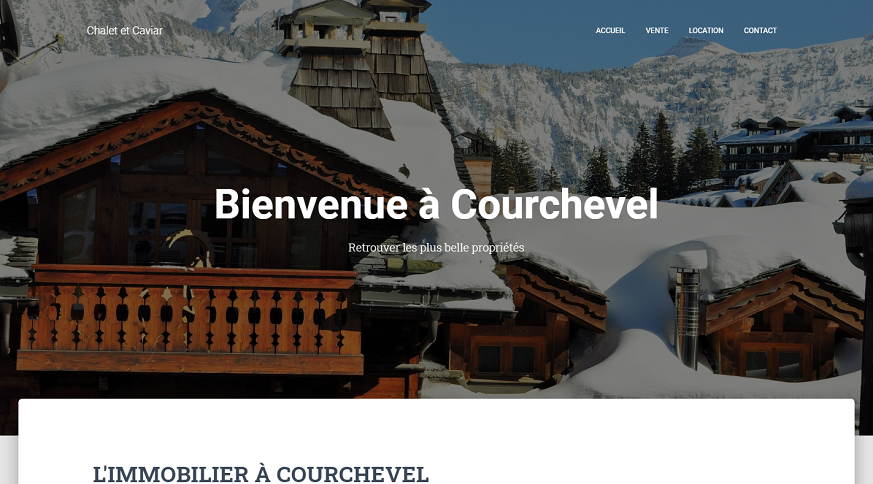 Chalet et Caviar
ACCUEIL VENTE LOCATION CONTACT
Bienvenue à Courchevel
Retrouver les plus belle propriétés
L'IMMOBILIER À COURCHEVEL